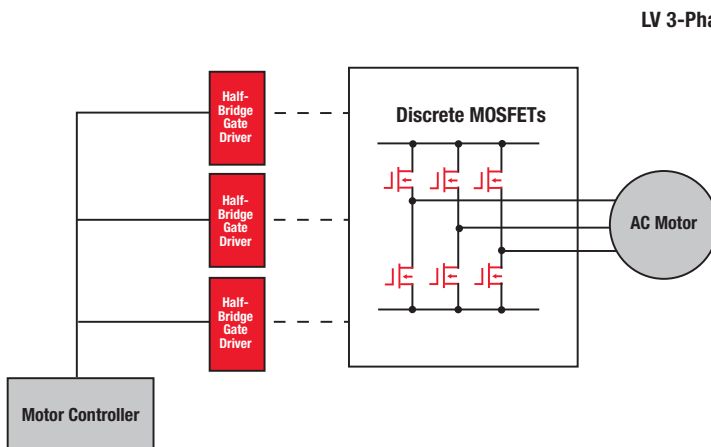 LV 3-Pha
Half-
Bridge
Gate
Driver
Discrete MOSFETs
Half-
Bridge
Gate
Driver
AC Motor
Half-
Bridge
Gate
Driver
Motor Controller